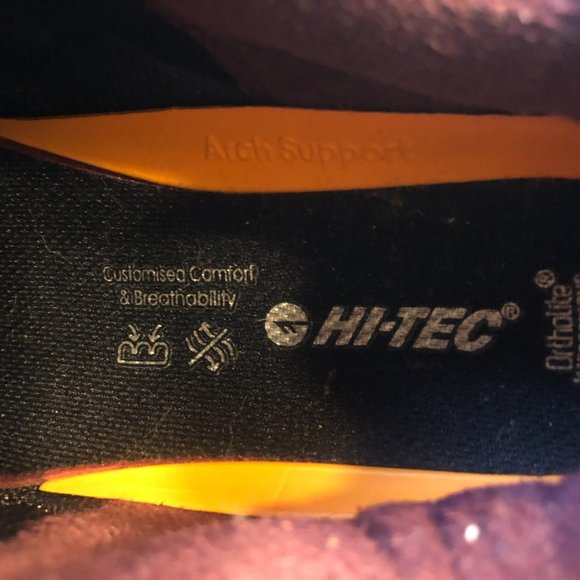 Arch Support
Customised Comfort
& Breathability
HI-TEC®
Ortholite®